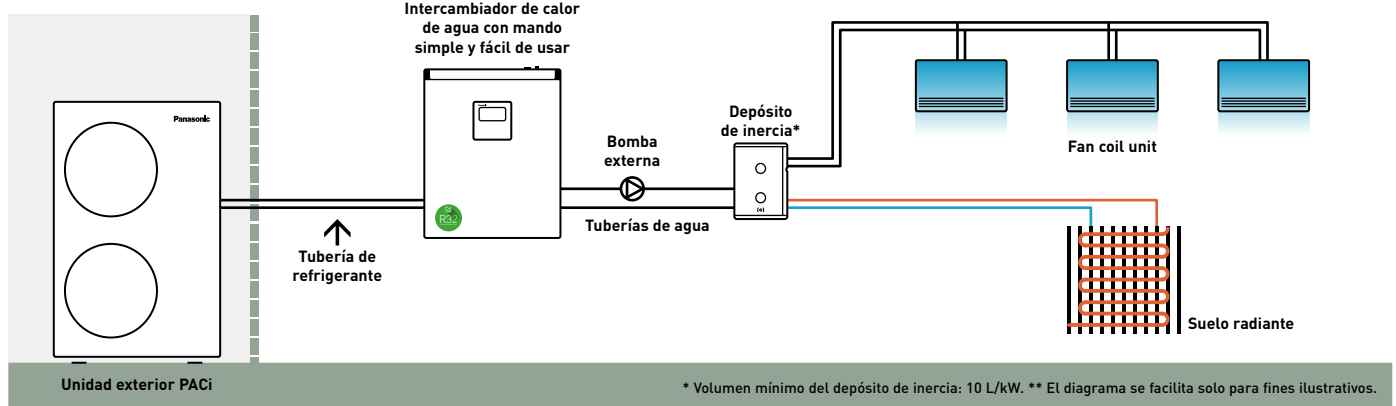 Intercambiador de calor
de agua con mando
simple y fácil de usar
Panasonic
R32
Tubería de
refrigerante
Bomba
externa
Tuberías de agua
Depósito
de inercia*
Fan coil unit
Suelo radiante
Unidad exterior PACi
* Volumen mínimo del depósito de inercia: 10 L/kW. ** El diagrama se facilita solo para fines ilustrativos.